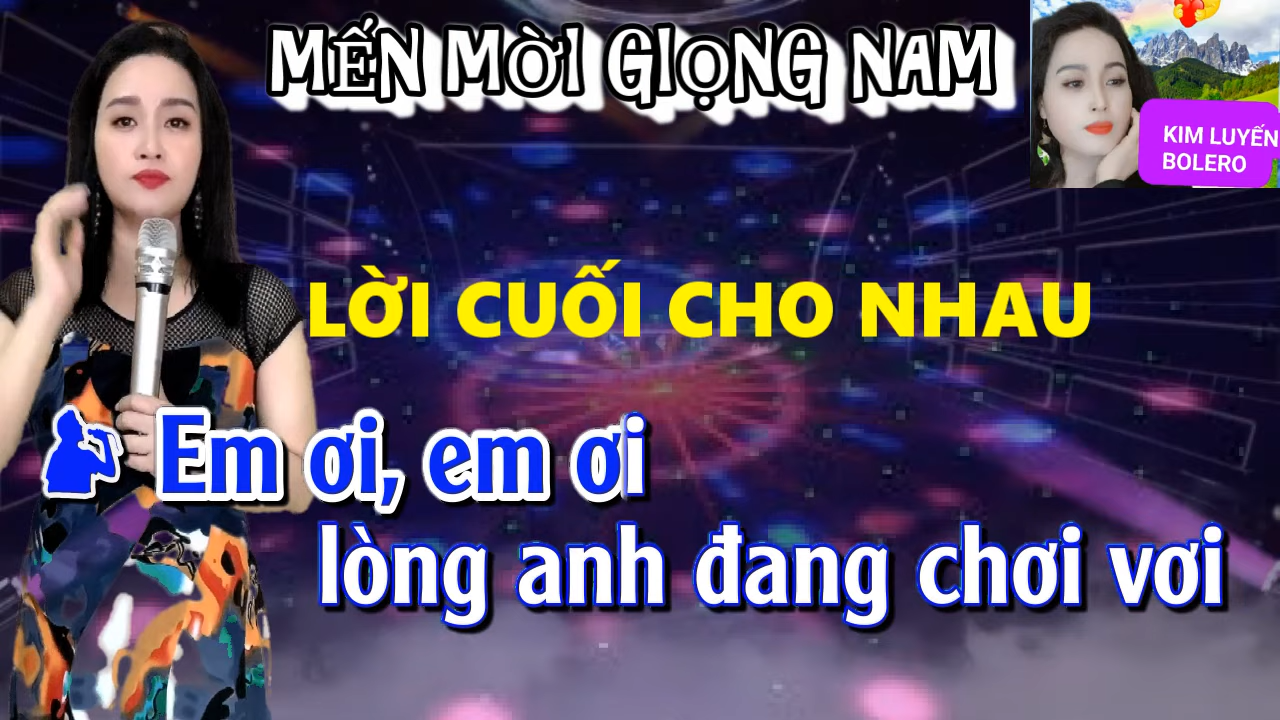 MẾN MỜI GIỌNG NAM
KIM LUYẾN
BOLERO
LỜI CUỐI CHO NHAU
Em ơi, em ơi
lòng anh đang chơi vơi